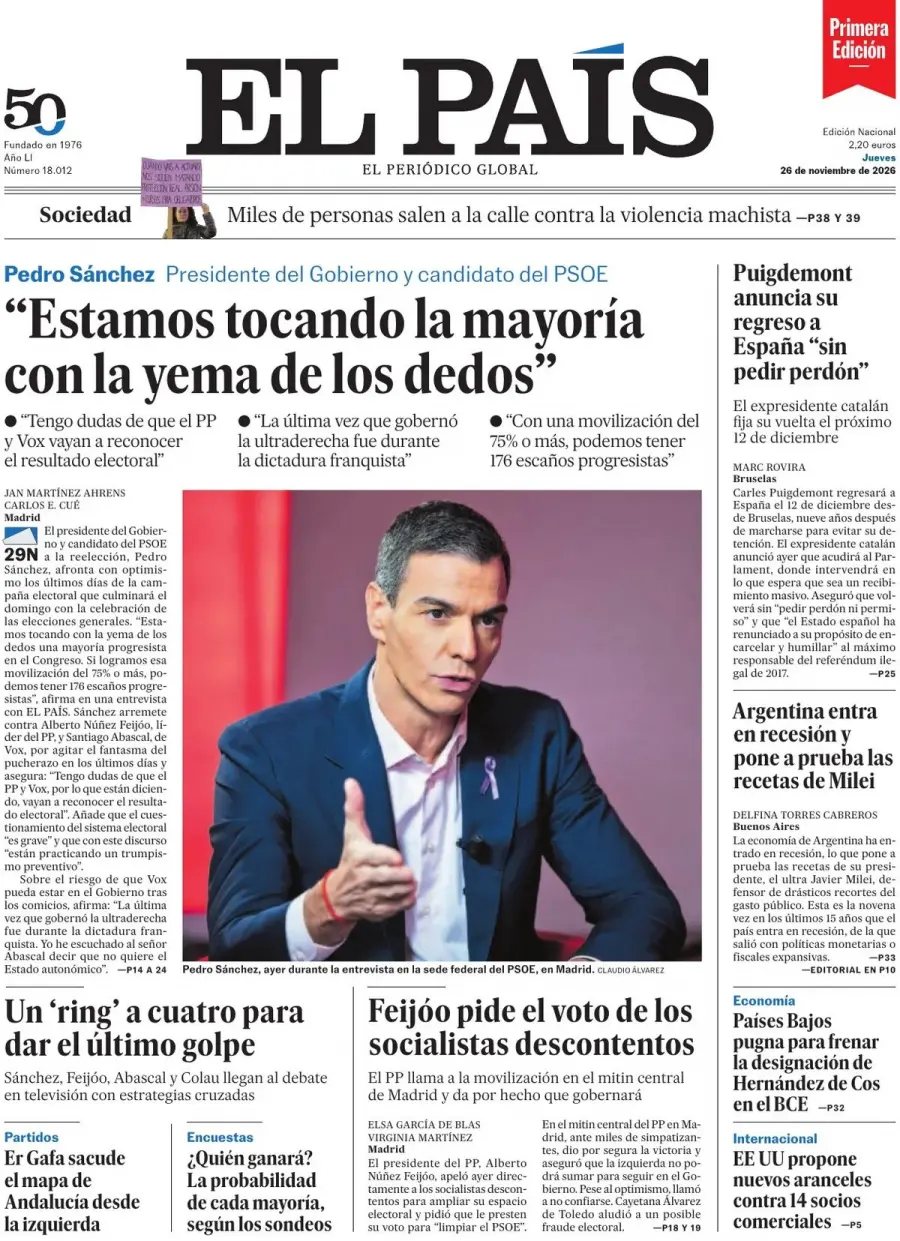 Primera
Edición
EL PAÍS
EL PERIÓDICO GLOBAL
50
Fundado en 1976
Año LI
Número 18.012
Edición Nacional
2,20 euros
Jueves
26 de noviembre de 2026
Sociedad
Miles de personas salen a la calle contra la violencia machista —P38 Y 39
Pedro Sánchez Presidente del Gobierno y candidato del PSOE
“Estamos tocando la mayoría
con la yema de los dedos”
● “Tengo dudas de que el PP
y Vox vayan a reconocer
el resultado electoral”
● “La última vez que gobernó
la ultraderecha fue durante
la dictadura franquista”
● “Con una movilización del
75% o más, podemos tener
176 escaños progresistas”
JAN MARTÍNEZ AHRENS
CARLOS E. CUÉ
Madrid
29N
El presidente del Gobier-
no y candidato del PSOE
a la reelección, Pedro
Sánchez, afronta con optimis-
mo los últimos días de la cam-
paña electoral que culminará el
domingo con la celebración de
las elecciones generales. “Esta-
mos tocando con la yema de los
dedos una mayoría progresista
en el Congreso. Si logramos esa
movilización del 75% o más, po-
demos tener 176 escaños progre-
sistas”, afirma en una entrevista
con EL PAÍS. Sánchez arremete
contra Alberto Núñez Feijóo, lí-
der del PP, y Santiago Abascal, de
Vox, por agitar el fantasma del
pucherazo en los últimos días y
asegura: “Tengo dudas de que el
PP y Vox, por lo que están dicien-
do, vayan a reconocer el resulta-
do electoral”. Añade que el cues-
tionamiento del sistema electoral
“es grave” y que con este discurso
“están practicando un trumpis-
mo preventivo”.
Sobre el riesgo de que Vox
pueda estar en el Gobierno tras
los comicios, afirma: “La última
vez que gobernó la ultraderecha
fue durante la dictadura fran-
quista. Yo he escuchado al señor
Abascal decir que no quiere el
Estado autonómico”. —P14 A 24
Pedro Sánchez, ayer durante la entrevista en la sede federal del PSOE, en Madrid. CLAUDIO ÁLVAREZ
Puigdemont
anuncia su
regreso a
España “sin
pedir perdón”
El expresidente catalán
fija su vuelta el próximo
12 de diciembre
MARC ROVIRA
Bruselas
Carles Puigdemont regresará a
España el 12 de diciembre des-
de Bruselas, nueve años después
de marcharse para evitar su de-
tención. El expresidente catalán
anunció ayer que acudirá al Par-
lament, donde intervendrá en
lo que espera que sea un recibi-
miento masivo. Aseguró que vol-
verá sin “pedir perdón ni permi-
so” y que “el Estado español ha
renunciado a su propósito de en-
carcelar y humillar” al máximo
responsable del referéndum ile-
gal de 2017. —P25
Argentina entra
en recesión y
pone a prueba las
recetas de Milei
DELFINA TORRES CABREROS
Buenos Aires
La economía de Argentina ha en-
trado en recesión, lo que pone a
prueba las recetas de su presi-
dente, el ultra Javier Milei, de-
fensor de drásticos recortes del
gasto público. Esta es la novena
vez en los últimos 15 años que el
país entra en recesión, de la que
salió con políticas monetarias o
fiscales expansivas. —P33
—EDITORIAL EN P10
Economía
Países Bajos
pugna para frenar
la designación de
Hernández de Cos
en el BCE —P32
Internacional
EE UU propone
nuevos aranceles
contra 14 socios
comerciales —P5
Un ‘ring’ a cuatro para
dar el último golpe
Sánchez, Feijóo, Abascal y Colau llegan al debate
en televisión con estrategias cruzadas
Partidos
Er Gafa sacude
el mapa de
Andalucía desde
la izquierda
Encuestas
¿Quién ganará?
La probabilidad
de cada mayoría,
según los sondeos
Feijóo pide el voto de los
socialistas descontentos
El PP llama a la movilización en el mitin central
de Madrid y da por hecho que gobernará
ELSA GARCÍA DE BLAS
VIRGINIA MARTÍNEZ
Madrid
El presidente del PP, Alberto
Núñez Feijóo, apeló ayer direc-
tamente a los socialistas descon-
tentos para ampliar su espacio
electoral y pidió que le presten
su voto para “limpiar el PSOE”.
En el mitin central del PP en Ma-
drid, ante miles de simpatizan-
tes, dio por segura la victoria y
aseguró que la izquierda no po-
drá sumar para seguir en el Go-
bierno. Pese al optimismo, llamó
a no confiarse. Cayetana Álvarez
de Toledo aludió a un posible
fraude electoral. —P18 Y 19